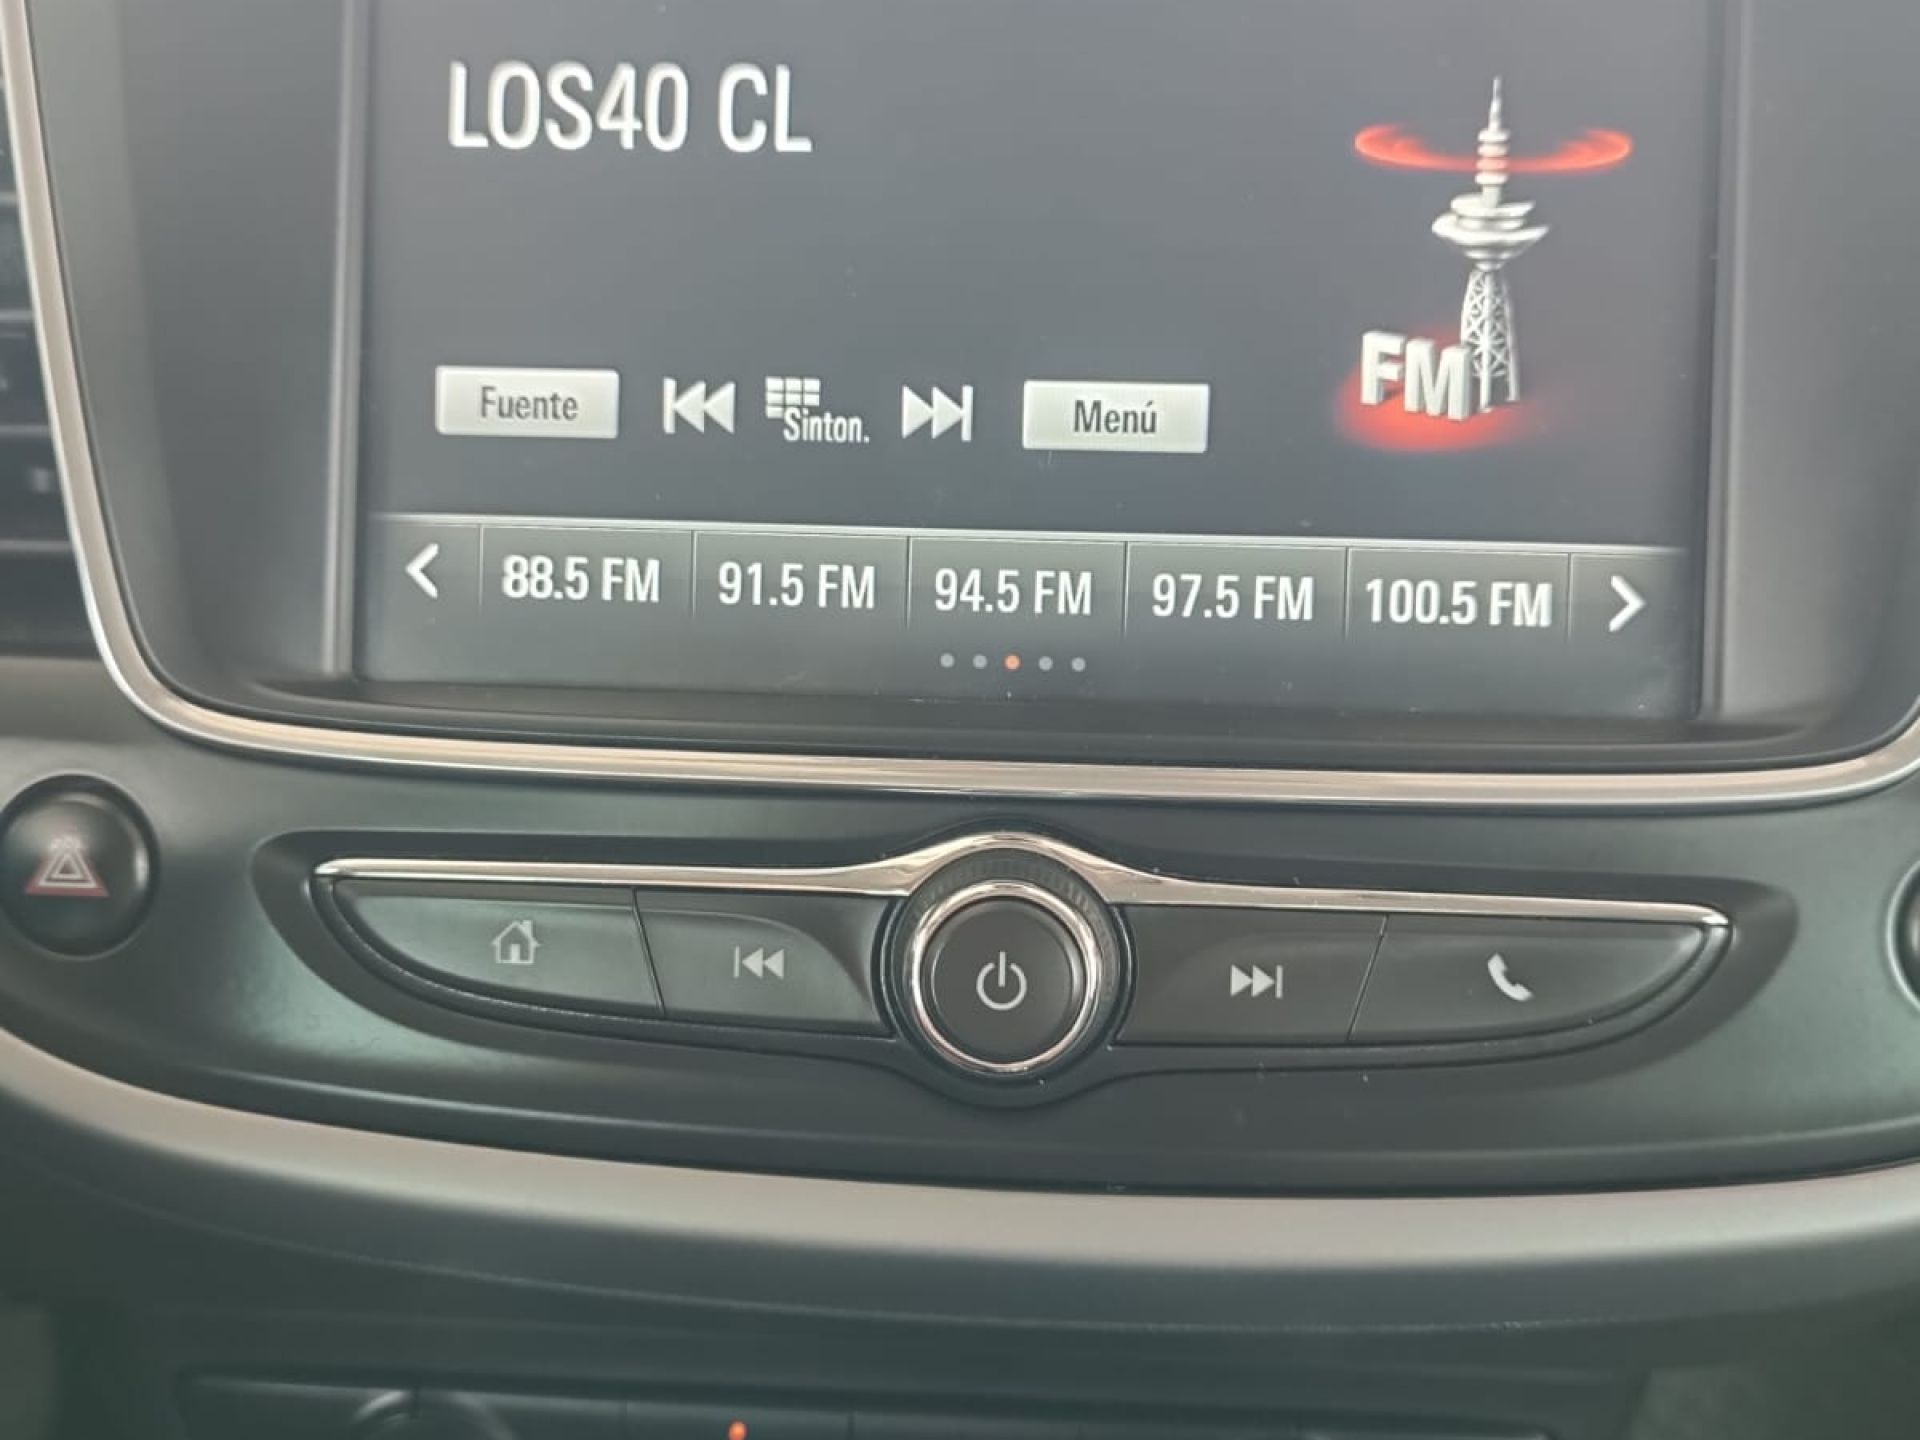 LOS40 CL
Fuente Sinton. Menú
FM
88.5 FM 91.5 FM 94.5 FM 97.5 FM 100.5 FM